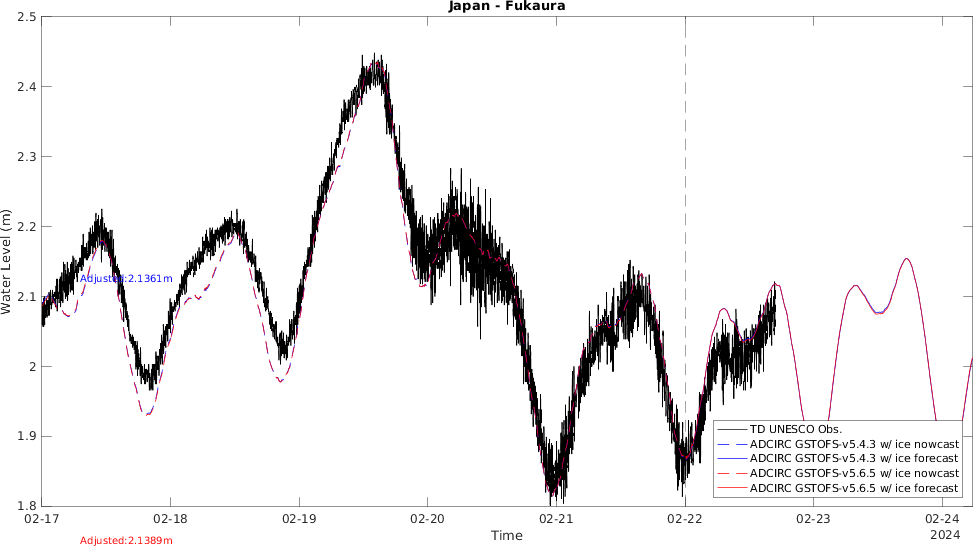 Japan - Fukaura
2.5
2.4
2.3
2.2
2.1
2
1.9
1.8
Water Level (m)
Adjusted:2.1361m
TD UNESCO Obs.
ADCIRC GSTOFS-v5.4.3 w/ ice nowcast
ADCIRC GSTOFS-v5.4.3 w/ ice forecast
ADCIRC GSTOFS-v5.6.5 w/ ice nowcast
ADCIRC GSTOFS-v5.6.5 w/ ice forecast
02-17 02-18 02-19 02-20 02-21 02-22 02-23 02-24
2024
Time
Adjusted:2.1389m